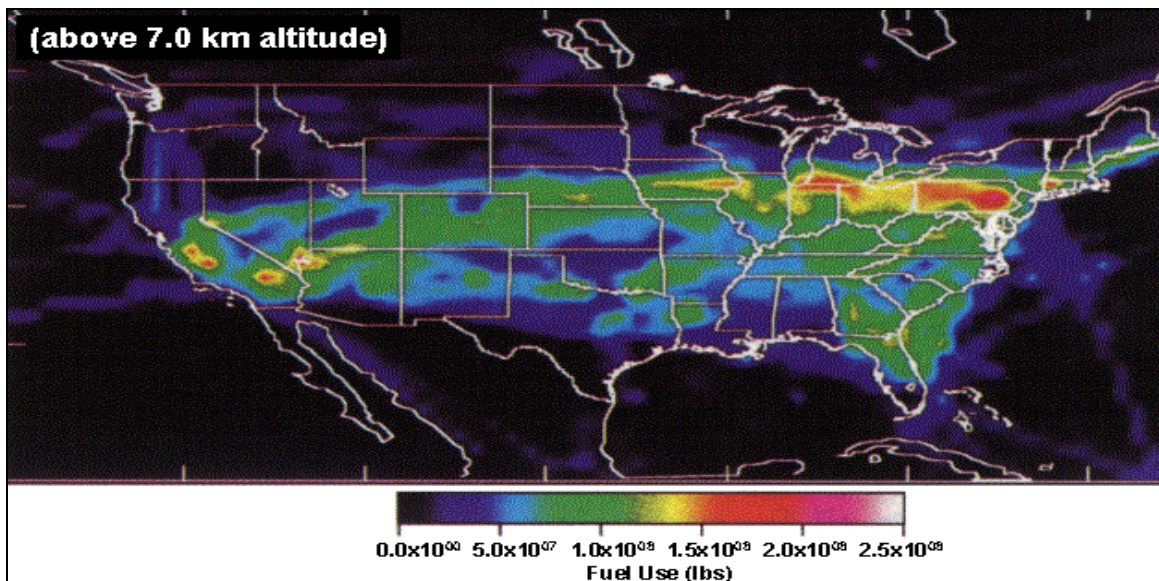 (above 7.0 km altitude)
0.0x10⁰⁰ 5.0x10⁰⁷ 1.0x10⁰⁸ 1.5x10⁰⁸ 2.0x10⁰⁸ 2.5x10⁰⁸
Fuel Use (lbs)